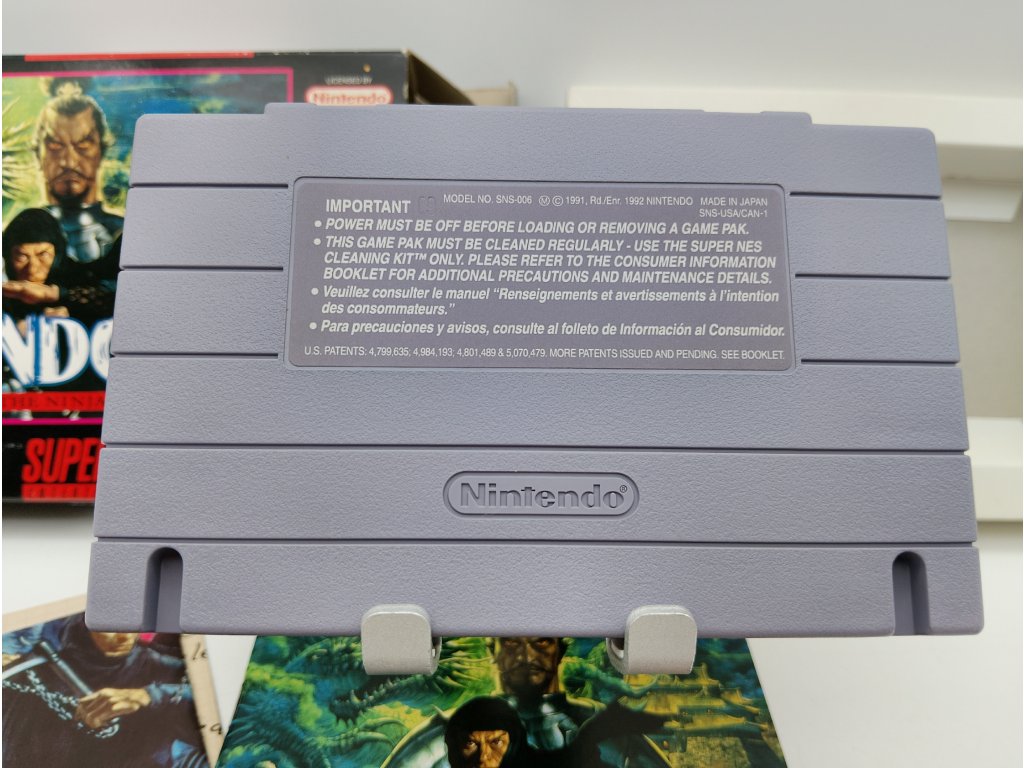 LICENSED BY
Nintendo
NDO
THE NINJ
SUPE
IMPORTANT
MODEL NO. SNS-006 Ⓜ © 1991, Rd./Enr. 1992 NINTENDO MADE IN JAPAN
SNS-USA/CAN-1
• POWER MUST BE OFF BEFORE LOADING OR REMOVING A GAME PAK.
• THIS GAME PAK MUST BE CLEANED REGULARLY - USE THE SUPER NES
CLEANING KIT™ ONLY. PLEASE REFER TO THE CONSUMER INFORMATION
BOOKLET FOR ADDITIONAL PRECAUTIONS AND MAINTENANCE DETAILS.
• Veuillez consulter le manuel “Renseignements et avertissements à l’intention
des consommateurs.”
• Para precauciones y avisos, consulte al folleto de Información al Consumidor.
U.S. PATENTS: 4,799,635; 4,984,193; 4,801,489 & 5,070,479. MORE PATENTS ISSUED AND PENDING. SEE BOOKLET.
Nintendo®